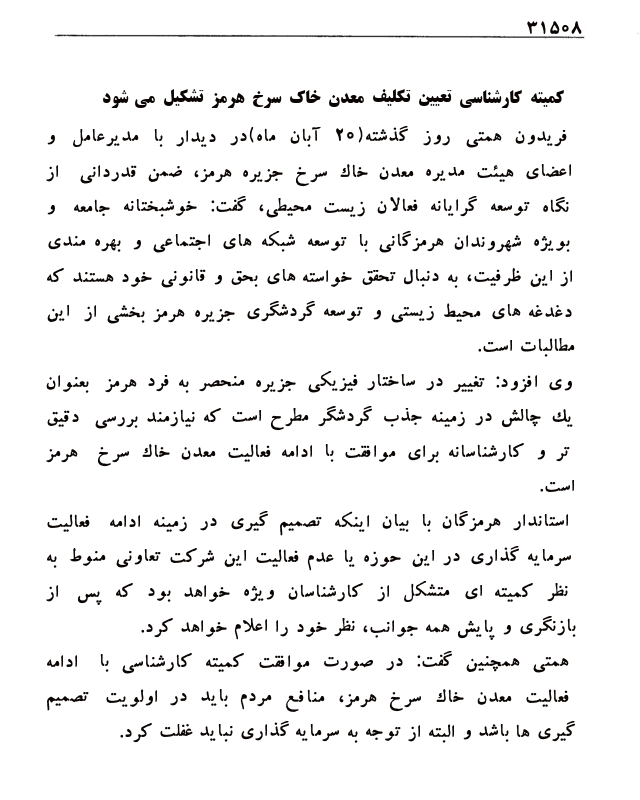 ۳۱۵۰۸
کمیته کارشناسی تعیین تکلیف معدن خاک سرخ هرمز تشکیل می شود
فریدون همتی روز گذشته(۲۰ آبان ماه)در دیدار با مدیرعامل و
اعضای هیئت مدیره معدن خاك سرخ جزیره هرمز، ضمن قدردانی از
نگاه توسعه گرایانه فعالان زیست محیطی، گفت: خوشبختانه جامعه و
بویژه شهروندان هرمزگانی با توسعه شبکه های اجتماعی و بهره مندی
از این ظرفیت، به دنبال تحقق خواسته های بحق و قانونی خود هستند که
دغدغه های محیط زیستی و توسعه گردشگری جزیره هرمز بخشی از این
مطالبات است.
وی افزود: تغییر در ساختار فیزیکی جزیره منحصر به فرد هرمز بعنوان
یك چالش در زمینه جذب گردشگر مطرح است که نیازمند بررسی دقیق
تر و کارشناسانه برای موافقت با ادامه فعالیت معدن خاك سرخ هرمز
است.
استاندار هرمزگان با بیان اینکه تصمیم گیری در زمینه ادامه فعالیت
سرمایه گذاری در این حوزه یا عدم فعالیت این شرکت تعاونی منوط به
نظر کمیته ای متشکل از کارشناسان ویژه خواهد بود که پس از
بازنگری و پایش همه جوانب، نظر خود را اعلام خواهد کرد.
همتی همچنین گفت: در صورت موافقت کمیته کارشناسی با ادامه
فعالیت معدن خاك سرخ هرمز، منافع مردم باید در اولویت تصمیم
گیری ها باشد و البته از توجه به سرمایه گذاری نباید غفلت کرد.